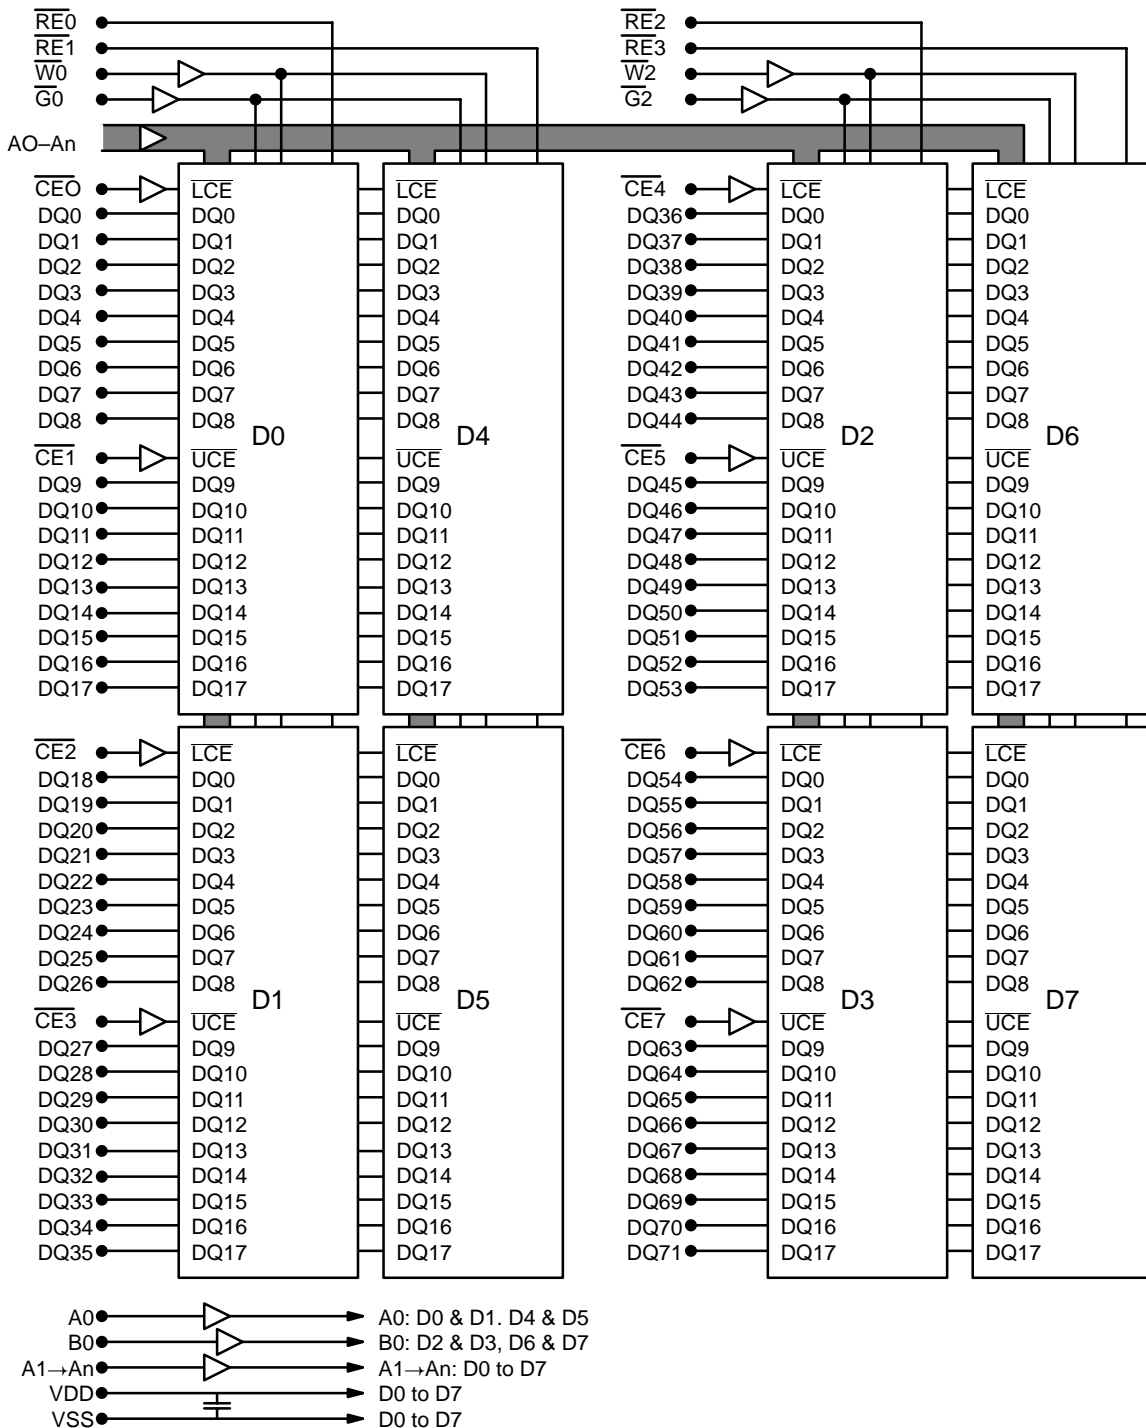 RE0 RE2
RE1 RE3
W0 W2
G0 G2
AO–An
CEO LCE LCE CE4 LCE LCE
DQ0 DQ0 DQ0 DQ36 DQ0 DQ0
DQ1 DQ1 DQ1 DQ37 DQ1 DQ1
DQ2 DQ2 DQ2 DQ38 DQ2 DQ2
DQ3 DQ3 DQ3 DQ39 DQ3 DQ3
DQ4 DQ4 DQ4 DQ40 DQ4 DQ4
DQ5 DQ5 DQ5 DQ41 DQ5 DQ5
DQ6 DQ6 DQ6 DQ42 DQ6 DQ6
DQ7 DQ7 DQ7 DQ43 DQ7 DQ7
DQ8 DQ8 DQ8 DQ44 DQ8 DQ8
D0 D4 D2 D6
CE1 UCE UCE CE5 UCE UCE
DQ9 DQ9 DQ9 DQ45 DQ9 DQ9
DQ10 DQ10 DQ10 DQ46 DQ10 DQ10
DQ11 DQ11 DQ11 DQ47 DQ11 DQ11
DQ12 DQ12 DQ12 DQ48 DQ12 DQ12
DQ13 DQ13 DQ13 DQ49 DQ13 DQ13
DQ14 DQ14 DQ14 DQ50 DQ14 DQ14
DQ15 DQ15 DQ15 DQ51 DQ15 DQ15
DQ16 DQ16 DQ16 DQ52 DQ16 DQ16
DQ17 DQ17 DQ17 DQ53 DQ17 DQ17
CE2 LCE LCE CE6 LCE LCE
DQ18 DQ0 DQ0 DQ54 DQ0 DQ0
DQ19 DQ1 DQ1 DQ55 DQ1 DQ1
DQ20 DQ2 DQ2 DQ56 DQ2 DQ2
DQ21 DQ3 DQ3 DQ57 DQ3 DQ3
DQ22 DQ4 DQ4 DQ58 DQ4 DQ4
DQ23 DQ5 DQ5 DQ59 DQ5 DQ5
DQ24 DQ6 DQ6 DQ60 DQ6 DQ6
DQ25 DQ7 DQ7 DQ61 DQ7 DQ7
DQ26 DQ8 DQ8 DQ62 DQ8 DQ8
D1 D5 D3 D7
CE3 UCE UCE CE7 UCE UCE
DQ27 DQ9 DQ9 DQ63 DQ9 DQ9
DQ28 DQ10 DQ10 DQ64 DQ10 DQ10
DQ29 DQ11 DQ11 DQ65 DQ11 DQ11
DQ30 DQ12 DQ12 DQ66 DQ12 DQ12
DQ31 DQ13 DQ13 DQ67 DQ13 DQ13
DQ32 DQ14 DQ14 DQ68 DQ14 DQ14
DQ33 DQ15 DQ15 DQ69 DQ15 DQ15
DQ34 DQ16 DQ16 DQ70 DQ16 DQ16
DQ35 DQ17 DQ17 DQ71 DQ17 DQ17
A0 A0: D0 & D1. D4 & D5
B0 B0: D2 & D3, D6 & D7
A1→An A1→An: D0 to D7
VDD D0 to D7
VSS D0 to D7